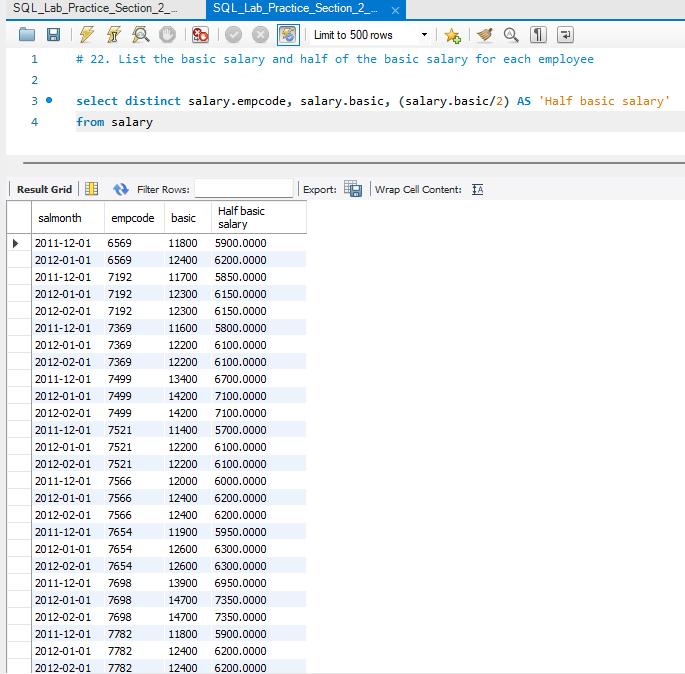 SQL_Lab_Practice_Section_2_... SQL_Lab_Practice_Section_2_...
Limit to 500 rows
1 # 22. List the basic salary and half of the basic salary for each employee
2
3 select distinct salary.empcode, salary.basic, (salary.basic/2) AS 'Half basic salary'
4 from salary
Result Grid Filter Rows: Export: Wrap Cell Content:
salmonth empcode basic Half basic
salary
2011-12-01 6569 11800 5900.0000
2012-01-01 6569 12400 6200.0000
2011-12-01 7192 11700 5850.0000
2012-01-01 7192 12300 6150.0000
2012-02-01 7192 12300 6150.0000
2011-12-01 7369 11600 5800.0000
2012-01-01 7369 12200 6100.0000
2012-02-01 7369 12200 6100.0000
2011-12-01 7499 13400 6700.0000
2012-01-01 7499 14200 7100.0000
2012-02-01 7499 14200 7100.0000
2011-12-01 7521 11400 5700.0000
2012-01-01 7521 12200 6100.0000
2012-02-01 7521 12200 6100.0000
2011-12-01 7566 12000 6000.0000
2012-01-01 7566 12400 6200.0000
2012-02-01 7566 12400 6200.0000
2011-12-01 7654 11900 5950.0000
2012-01-01 7654 12600 6300.0000
2012-02-01 7654 12600 6300.0000
2011-12-01 7698 13900 6950.0000
2012-01-01 7698 14700 7350.0000
2012-02-01 7698 14700 7350.0000
2011-12-01 7782 11800 5900.0000
2012-01-01 7782 12400 6200.0000
2012-02-01 7782 12400 6200.0000